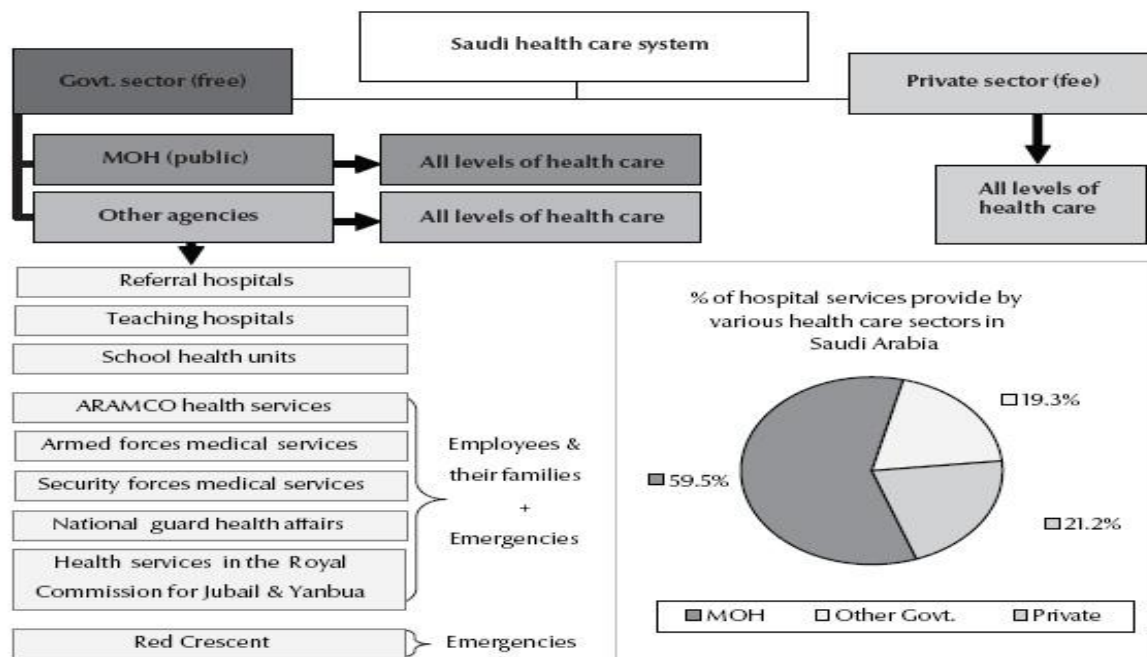 Saudi health care system
Govt. sector (free)
Private sector (fee)
MOH (public)
All levels of health care
Other agencies
All levels of health care
All levels of
health care
Referral hospitals
Teaching hospitals
School health units
ARAMCO health services
Armed forces medical services
Security forces medical services
National guard health affairs
Health services in the Royal
Commission for Jubail & Yanbua
Employees &
their families
+
Emergencies
Red Crescent
Emergencies
% of hospital services provide by
various health care sectors in
Saudi Arabia
19.3%
59.5%
21.2%
MOH
Other Govt.
Private